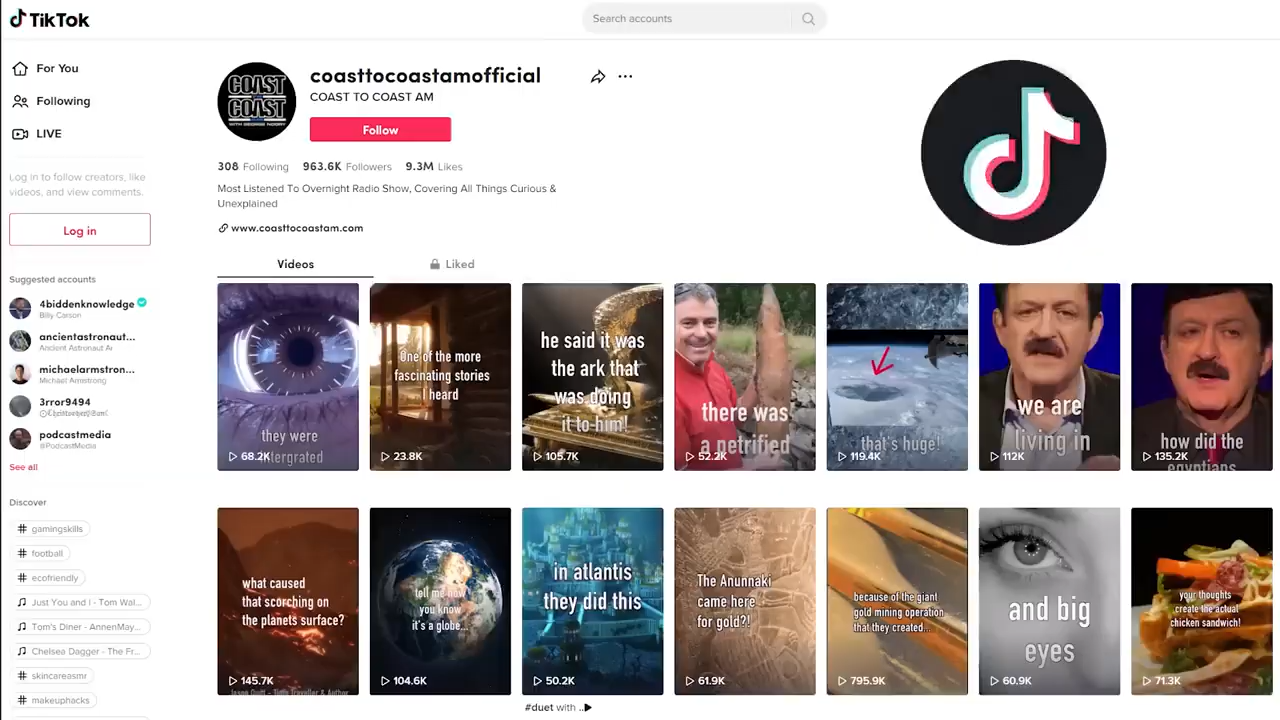 TikTok
Search accounts
For You
Following
LIVE
Log in to follow creators, like
videos, and view comments.
Log in
Suggested accounts
4biddenknowledge
Billy Carson
ancientastronaut...
Ancient Astronaut Ar
michaelarmstron...
Michael Armstrong
3rror9494
podcastmedia
@PodcastMedia
See all
Discover
# gamingskills
# football
# ecofriendly
Just You and I - Tom Wal...
Tom's Diner - AnnenMay...
Chelsea Dagger - The Fr...
# skincareasmr
# makeuphacks
COAST
TO
COAST
coasttocoastamofficial
COAST TO COAST AM
Follow
308 Following 963.6K Followers 9.3M Likes
Most Listened To Overnight Radio Show, Covering All Things Curious &
Unexplained
www.coasttocoastam.com
Videos
Liked
they were
68.2K
One of the more
fascinating stories
I heard
23.8K
he said it was
the ark that
was doing
it to him!
105.7K
there was
a petrified
52.2K
that's huge!
119.4K
we are
living in
112K
how did the
egyptians
135.2K
what caused
that scorching on
the planets surface?
145.7K
tell me now
you know
it's a globe...
104.6K
in atlantis
they did this
50.2K
#duet with ..
The Anunnaki
came here
for gold?!
61.9K
because of the giant
gold mining operation
that they created...
795.9K
and big
eyes
60.9K
your thoughts
create the actual
chicken sandwich!
71.3K